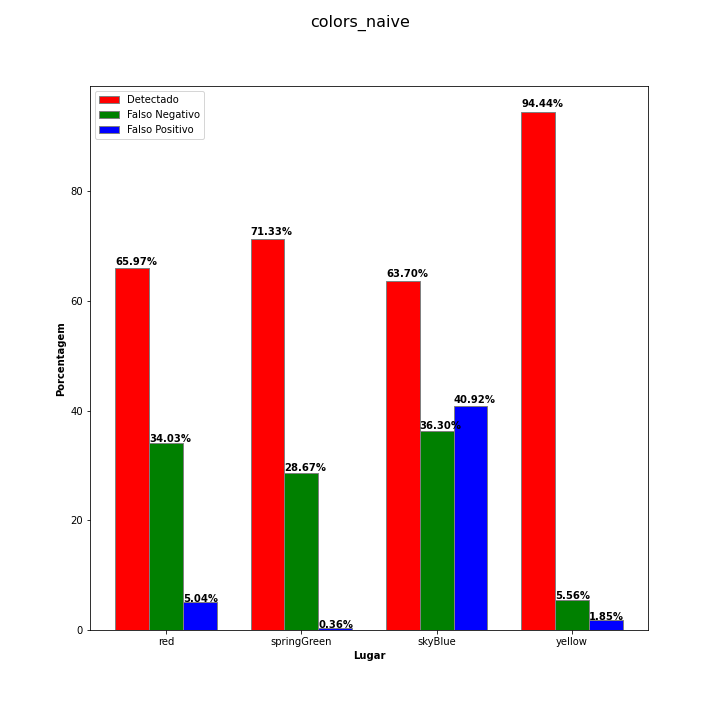 colors_naive
Detectado
Falso Negativo
Falso Positivo
94.44%
80
71.33%
65.97%
63.70%
60
Porcentagem
40.92%
40
36.30%
34.03%
28.67%
20
5.04%
0.36%
5.56%
1.85%
0
red springGreen skyBlue yellow
Lugar